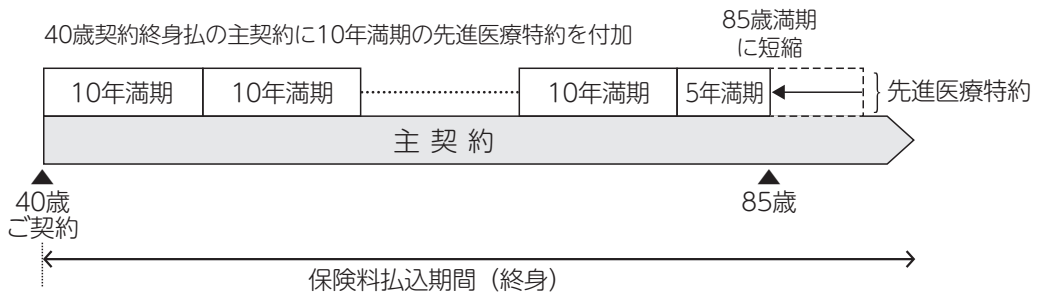 40歳契約終身払の主契約に10年満期の先進医療特約を付加
85歳満期
に短縮
10年満期
10年満期
10年満期
5年満期
先進医療特約
主契約
40歳
ご契約
85歳
保険料払込期間（終身）